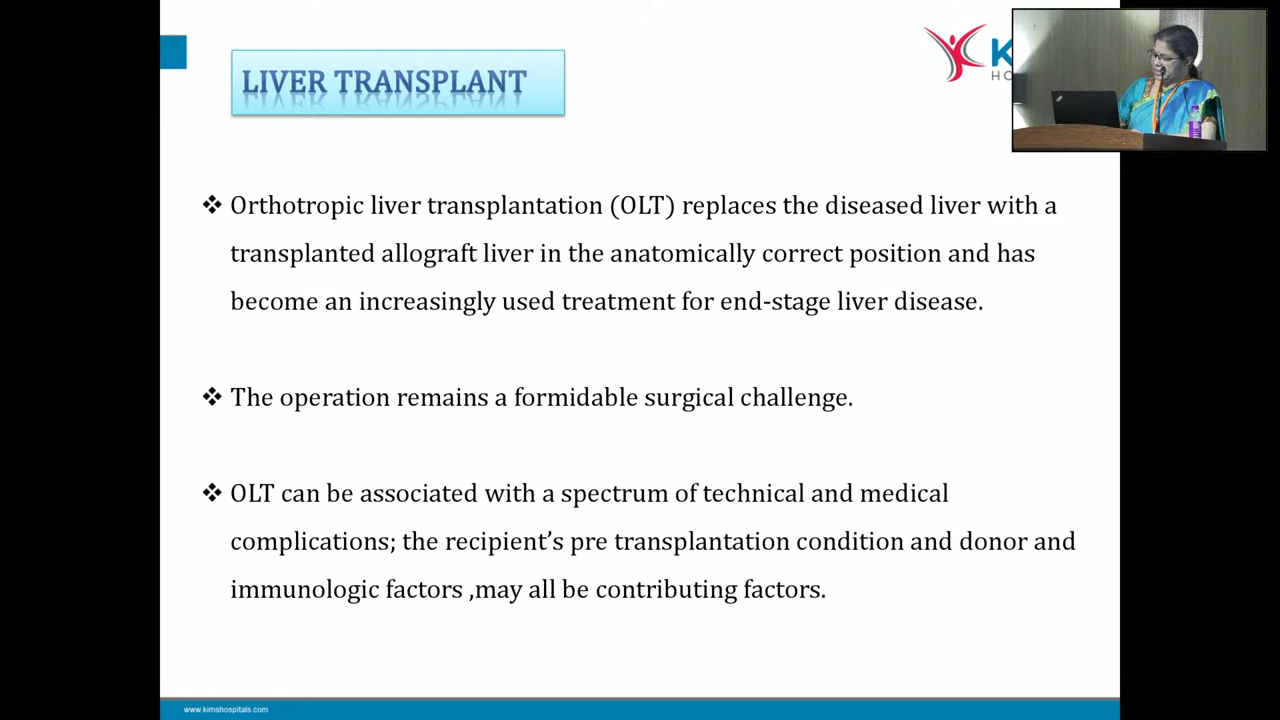 LIVER TRANSPLANT
❖ Orthotropic liver transplantation (OLT) replaces the diseased liver with a
transplanted allograft liver in the anatomically correct position and has
become an increasingly used treatment for end-stage liver disease.
❖ The operation remains a formidable surgical challenge.
❖ OLT can be associated with a spectrum of technical and medical
complications; the recipient’s pre transplantation condition and donor and
immunologic factors ,may all be contributing factors.
www.kimshospitals.com